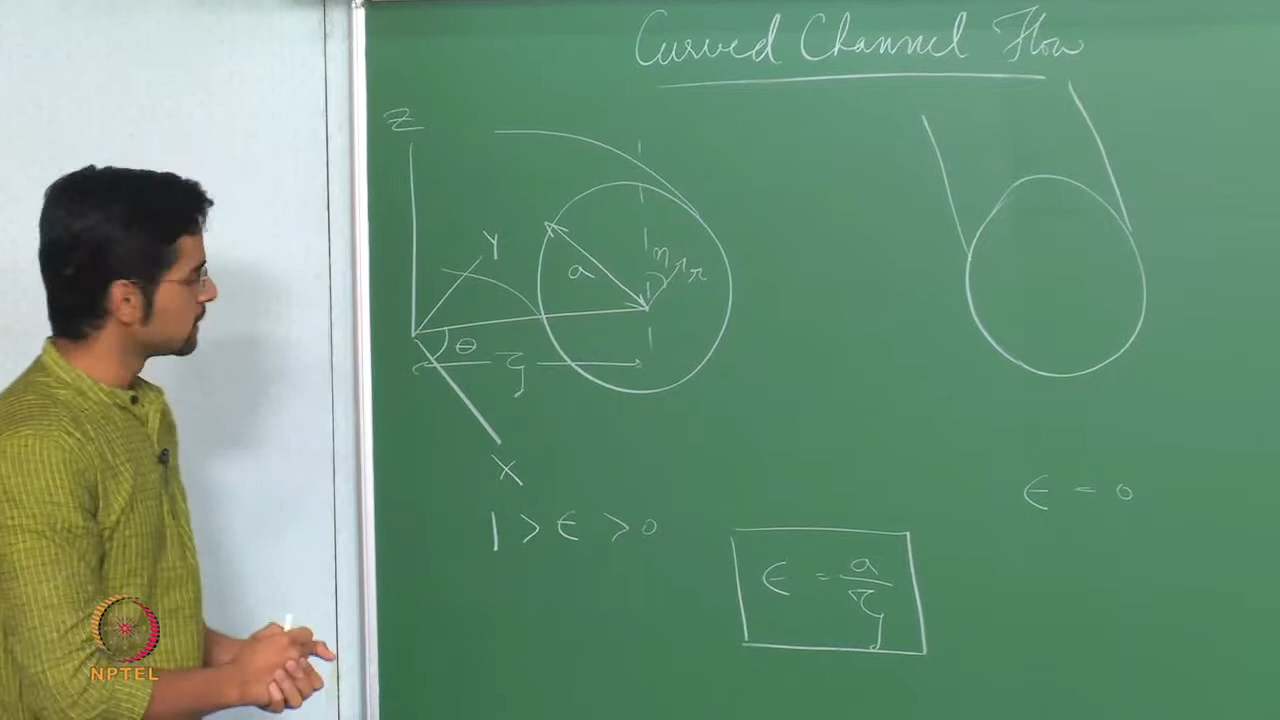 Curved Channel Flow
Z
Y
a
η
r
θ
ζ
X
ϵ = 0
1 > ϵ > 0
ϵ = a/ζ
NPTEL